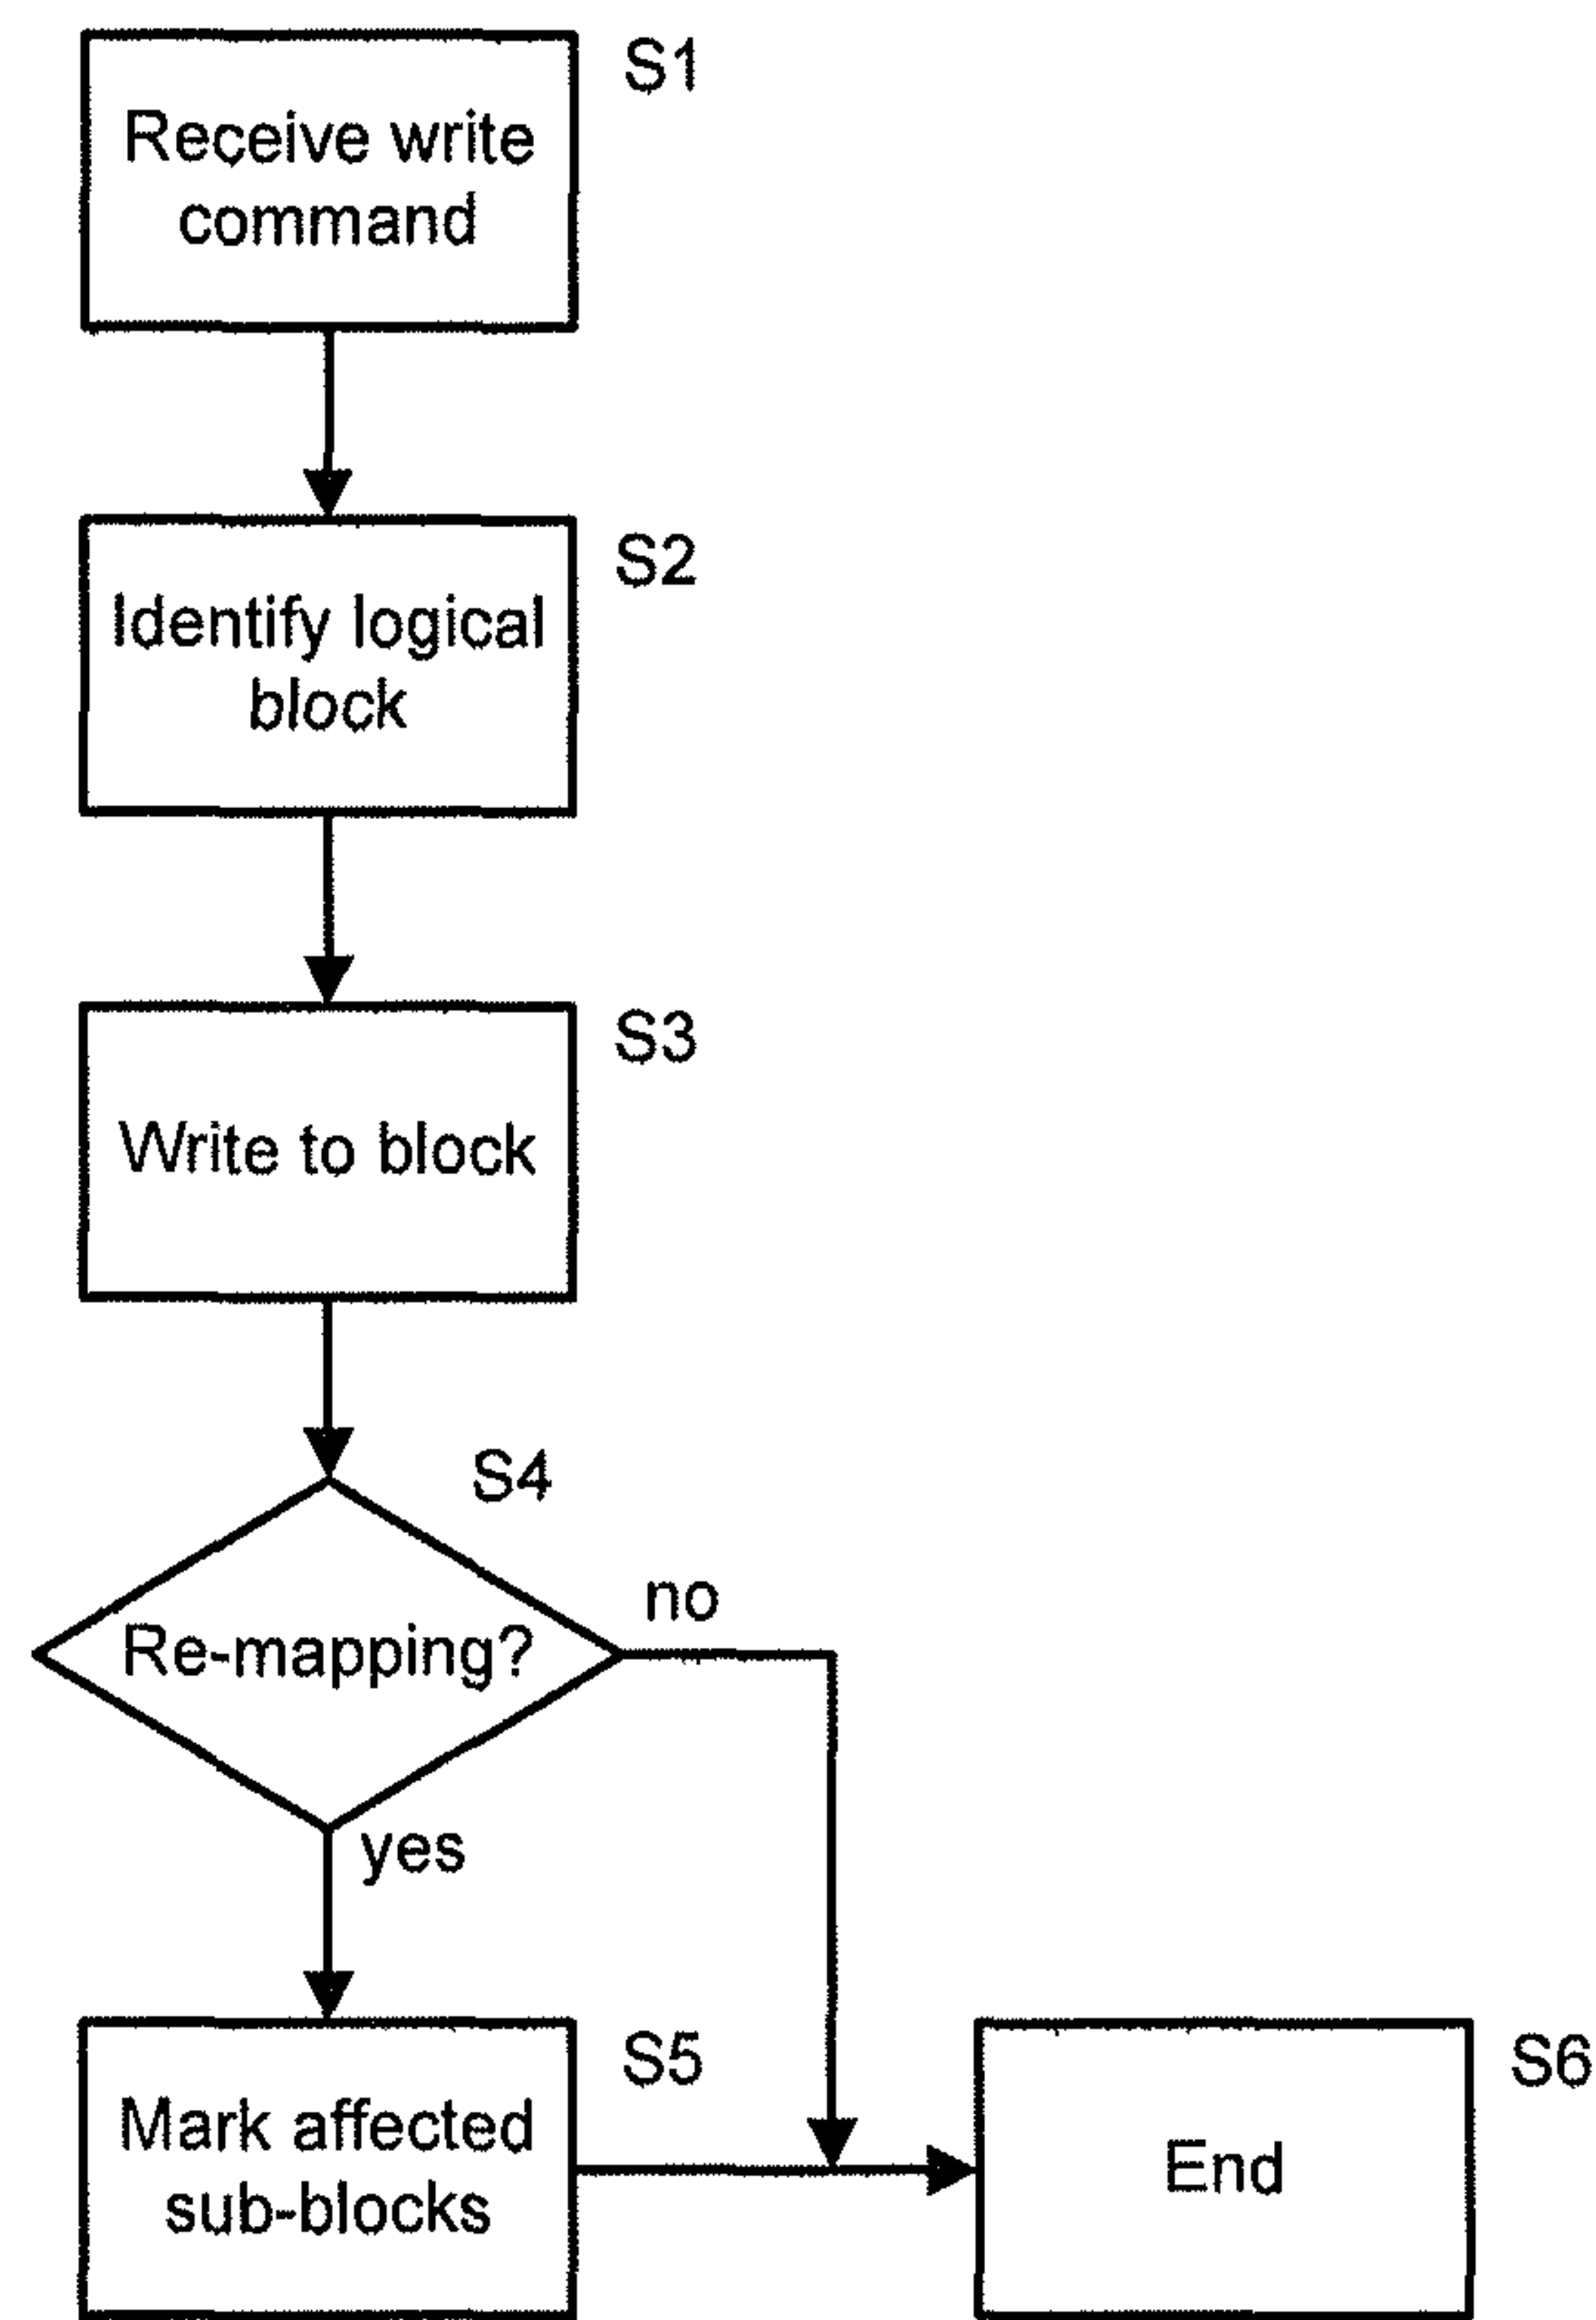 S1
Receive write
command
S2
Identify logical
block
S3
Write to block
S4
Re-mapping?
no
yes
S5
Mark affected
sub-blocks
S6
End